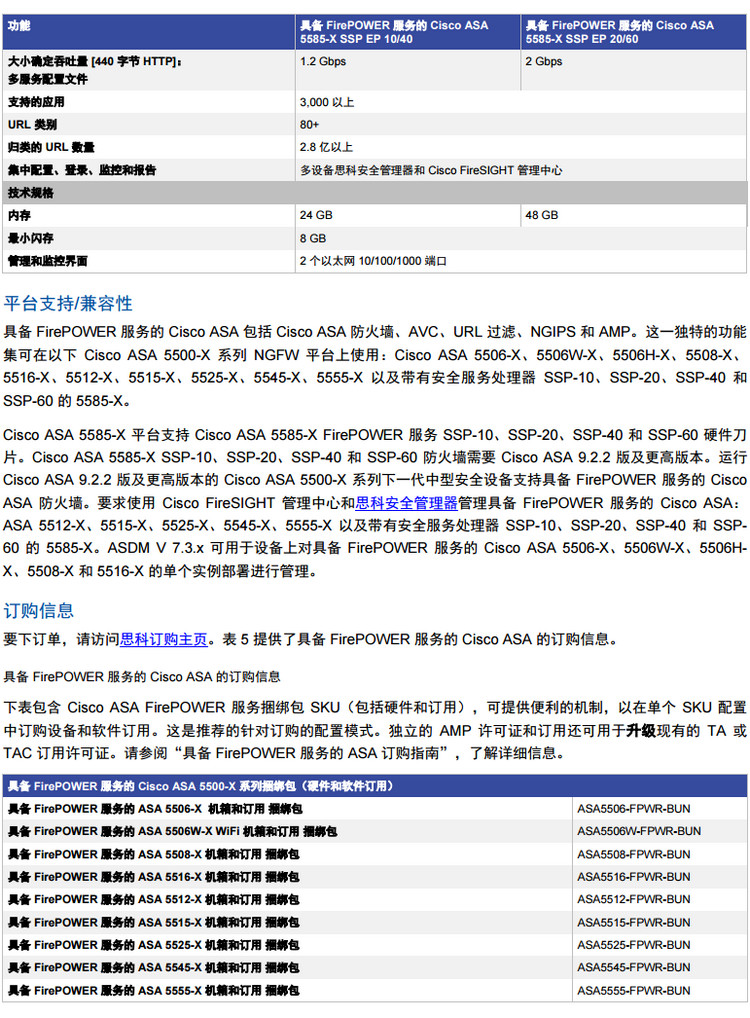 功能 具备 FirePOWER 服务的 Cisco ASA 5585-X SSP EP 10/40 具备 FirePOWER 服务的 Cisco ASA 5585-X SSP EP 20/60
大小确定吞吐量 [440 字节 HTTP]： 多服务配置文件 1.2 Gbps 2 Gbps
支持的应用 3,000 以上
URL 类别 80+
归类的 URL 数量 2.8 亿以上
集中配置、登录、监控和报告 多设备思科安全管理器和 Cisco FireSIGHT 管理中心
技术规格
内存 24 GB 48 GB
最小闪存 8 GB
管理和监控界面 2 个以太网 10/100/1000 端口
平台支持/兼容性
具备 FirePOWER 服务的 Cisco ASA 包括 Cisco ASA 防火墙、AVC、URL 过滤、NGIPS 和 AMP。这一独特的功能
集可在以下 Cisco ASA 5500-X 系列 NGFW 平台上使用：Cisco ASA 5506-X、5506W-X、5506H-X、5508-X、
5516-X、5512-X、5515-X、5525-X、5545-X、5555-X 以及带有安全服务处理器 SSP-10、SSP-20、SSP-40 和
SSP-60 的 5585-X。
Cisco ASA 5585-X 平台支持 Cisco ASA 5585-X FirePOWER 服务 SSP-10、SSP-20、SSP-40 和 SSP-60 硬件刀
片。Cisco ASA 5585-X SSP-10、SSP-20、SSP-40 和 SSP-60 防火墙需要 Cisco ASA 9.2.2 版及更高版本。运行
Cisco ASA 9.2.2 版及更高版本的 Cisco ASA 5500-X 系列下一代中型安全设备支持具备 FirePOWER 服务的 Cisco
ASA 防火墙。要求使用 Cisco FireSIGHT 管理中心和思科安全管理器管理具备 FirePOWER 服务的 Cisco ASA：
ASA 5512-X、5515-X、5525-X、5545-X、5555-X 以及带有安全服务处理器 SSP-10、SSP-20、SSP-40 和 SSP-
60 的 5585-X。ASDM V 7.3.x 可用于设备上对具备 FirePOWER 服务的 Cisco ASA 5506-X、5506W-X、5506H-
X、5508-X 和 5516-X 的单个实例部署进行管理。
订购信息
要下订单，请访问思科订购主页。表 5 提供了具备 FirePOWER 服务的 Cisco ASA 的订购信息。
具备 FirePOWER 服务的 Cisco ASA 的订购信息
下表包含 Cisco ASA FirePOWER 服务捆绑包 SKU（包括硬件和订用），可提供便利的机制，以在单个 SKU 配置
中订购设备和软件订用。这是推荐的针对订购的配置模式。独立的 AMP 许可证和订用还可用于升级现有的 TA 或
TAC 订用许可证。请参阅“具备 FirePOWER 服务的 ASA 订购指南”，了解详细信息。
具备 FirePOWER 服务的 Cisco ASA 5500-X 系列捆绑包（硬件和软件订用）
具备 FirePOWER 服务的 ASA 5506-X 机箱和订用 捆绑包 ASA5506-FPWR-BUN
具备 FirePOWER 服务的 ASA 5506W-X WiFi 机箱和订用 捆绑包 ASA5506W-FPWR-BUN
具备 FirePOWER 服务的 ASA 5508-X 机箱和订用 捆绑包 ASA5508-FPWR-BUN
具备 FirePOWER 服务的 ASA 5516-X 机箱和订用 捆绑包 ASA5516-FPWR-BUN
具备 FirePOWER 服务的 ASA 5512-X 机箱和订用 捆绑包 ASA5512-FPWR-BUN
具备 FirePOWER 服务的 ASA 5515-X 机箱和订用 捆绑包 ASA5515-FPWR-BUN
具备 FirePOWER 服务的 ASA 5525-X 机箱和订用 捆绑包 ASA5525-FPWR-BUN
具备 FirePOWER 服务的 ASA 5545-X 机箱和订用 捆绑包 ASA5545-FPWR-BUN
具备 FirePOWER 服务的 ASA 5555-X 机箱和订用 捆绑包 ASA5555-FPWR-BUN